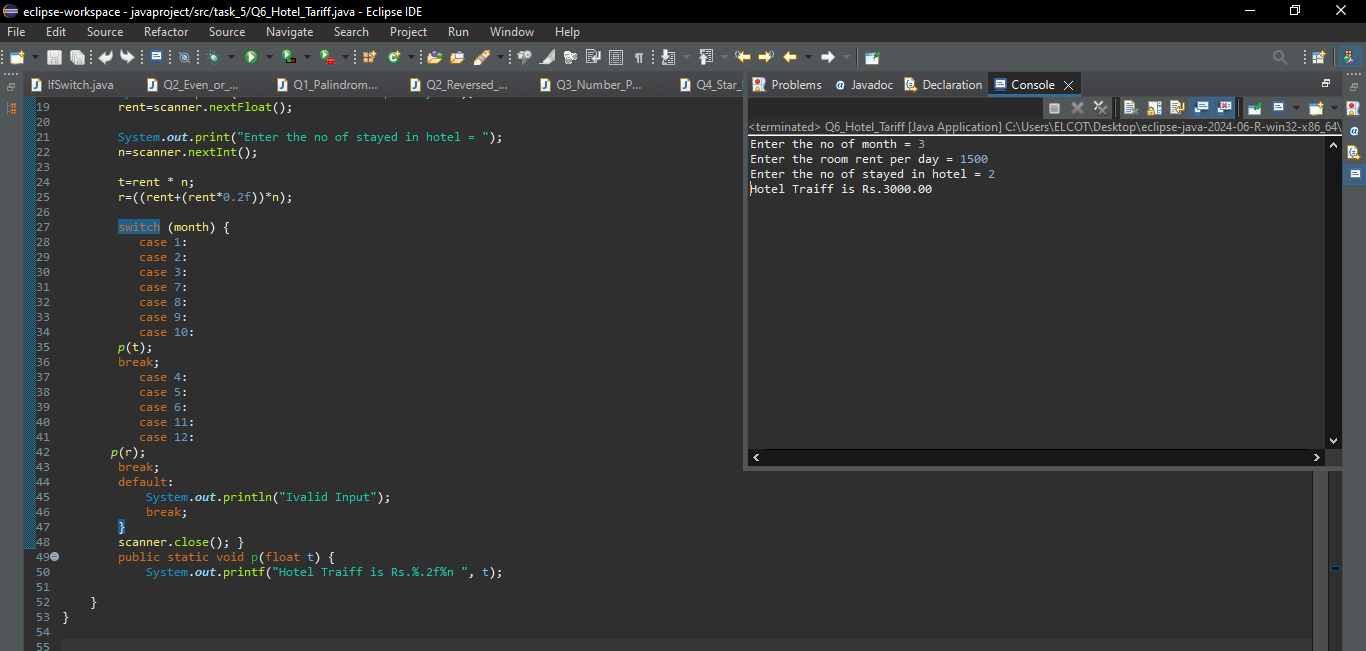 eclipse-workspace - javaproject/src/task_5/Q6_Hotel_Tariff.java - Eclipse IDE
File Edit Source Refactor Source Navigate Search Project Run Window Help
IfSwitch.java Q2_Even_or_... Q1_Palindrom... Q2_Reversed_... Q3_Number_P... Q4_Star_
19 rent=scanner.nextFloat();
20
21 System.out.print("Enter the no of stayed in hotel = ");
22 n=scanner.nextInt();
23
24 t=rent * n;
25 r=((rent+(rent*0.2f))*n);
26
27 switch (month) {
28 case 1:
29 case 2:
30 case 3:
31 case 7:
32 case 8:
33 case 9:
34 case 10:
35 p(t);
36 break;
37 case 4:
38 case 5:
39 case 6:
40 case 11:
41 case 12:
42 p(r);
43 break;
44 default:
45 System.out.println("Ivalid Input");
46 break;
47 }
48 scanner.close(); }
49 public static void p(float t) {
50 System.out.printf("Hotel Traiff is Rs.%.2f%n ", t);
51
52 }
53 }
54
55
Problems Javadoc Declaration Console
<terminated> Q6_Hotel_Tariff [Java Application] C:\Users\ELCOT\Desktop\eclipse-java-2024-06-R-win32-x86_64\
Enter the no of month = 3
Enter the room rent per day = 1500
Enter the no of stayed in hotel = 2
Hotel Traiff is Rs.3000.00